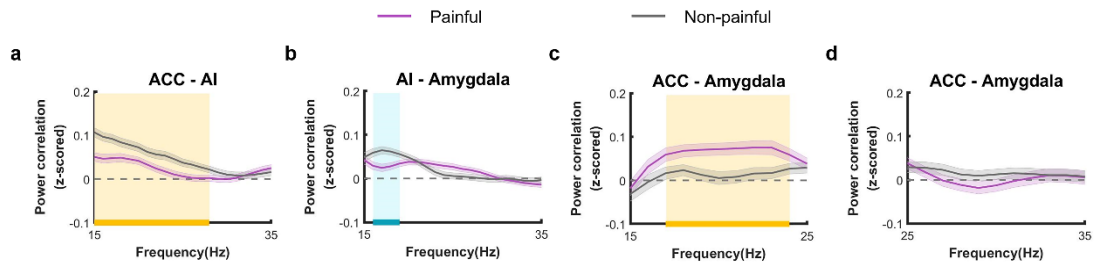 Painful Non-painful
a b c d
ACC - AI AI - Amygdala ACC - Amygdala ACC - Amygdala
Power correlation (z-scored)
0.2
0.1
0
-0.1
15 35
Frequency(Hz)
Power correlation (z-scored)
0.2
0.1
0
-0.1
15 35
Frequency(Hz)
Power correlation (z-scored)
0.2
0.1
0
-0.1
15 25
Frequency(Hz)
Power correlation (z-scored)
0.2
0.1
0
-0.1
25 35
Frequency(Hz)